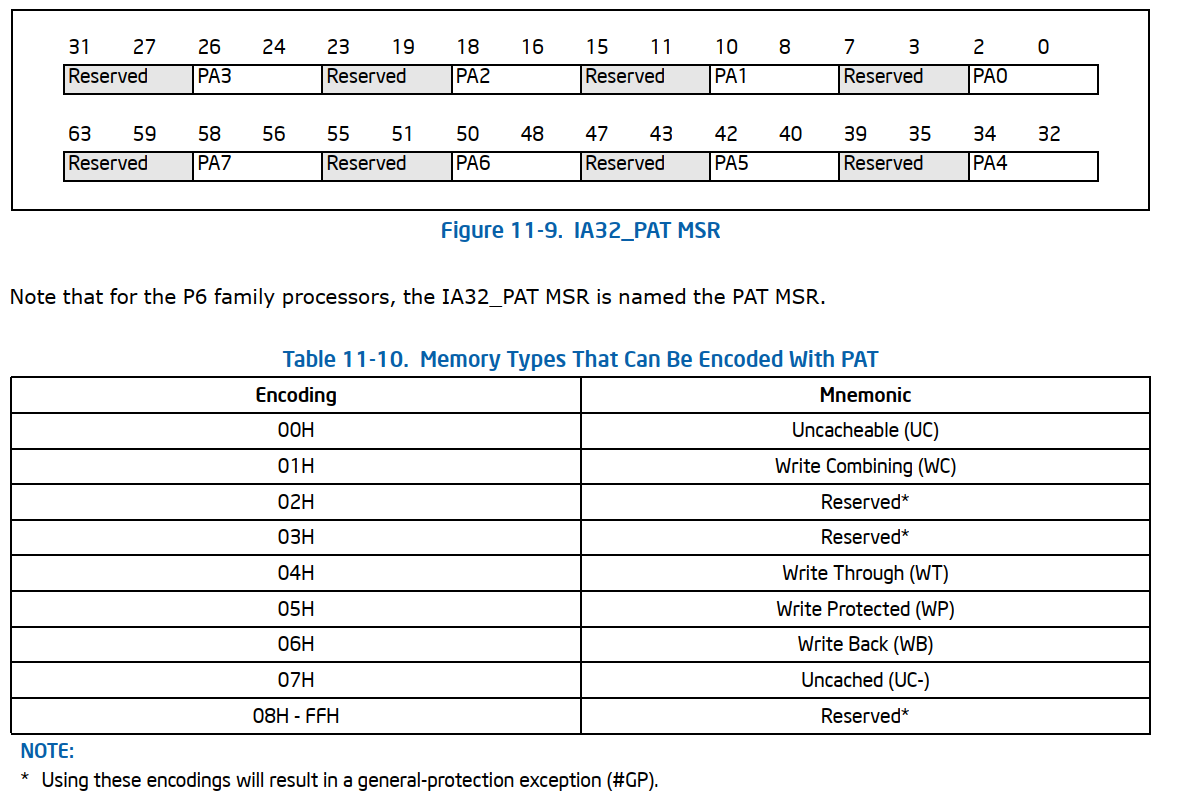 31 27 26 24 23 19 18 16 15 11 10 8 7 3 2 0
Reserved PA3 Reserved PA2 Reserved PA1 Reserved PA0
63 59 58 56 55 51 50 48 47 43 42 40 39 35 34 32
Reserved PA7 Reserved PA6 Reserved PA5 Reserved PA4
Figure 11-9. IA32_PAT MSR
Note that for the P6 family processors, the IA32_PAT MSR is named the PAT MSR.
Table 11-10. Memory Types That Can Be Encoded With PAT
Encoding Mnemonic
00H Uncacheable (UC)
01H Write Combining (WC)
02H Reserved*
03H Reserved*
04H Write Through (WT)
05H Write Protected (WP)
06H Write Back (WB)
07H Uncached (UC-)
08H - FFH Reserved*
NOTE:
* Using these encodings will result in a general-protection exception (#GP).